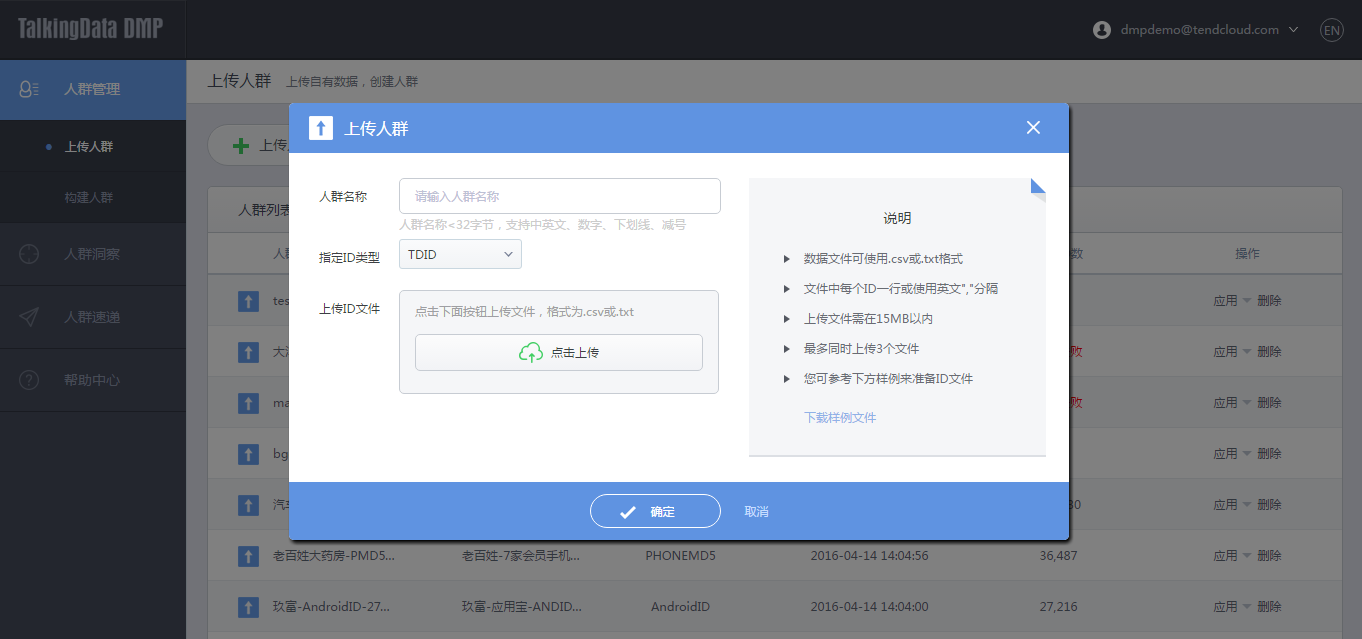 TalkingData DMP
dmpdemo@tendcloud.com
EN
人群管理
上传人群
构建人群
人群洞察
人群速递
帮助中心
?
上传人群 上传自有数据，创建人群
上传
人群列表
操作
数
上传人群
人群名称
请输入人群名称
人群名称<32字节，支持中英文、数字、下划线、减号
指定ID类型
TDID
上传ID文件
点击下面按钮上传文件，格式为.csv或.txt
点击上传
说明
数据文件可使用.csv或.txt格式
文件中每个ID一行或使用英文","分隔
上传文件需在15MB以内
最多同时上传3个文件
您可参考下方样例来准备ID文件
下载样例文件
确定
取消
tes
应用 删除
败 应用 删除
ma 败 应用 删除
bg 应用 删除
汽车 30 应用 删除
老百姓大药房-PMD5... 老百姓-7家会员手机... PHONEMD5 2016-04-14 14:04:56 36,487 应用 删除
玖富-AndroidID-27... 玖富-应用宝-ANDID... AndroidID 2016-04-14 14:04:00 27,216 应用 删除